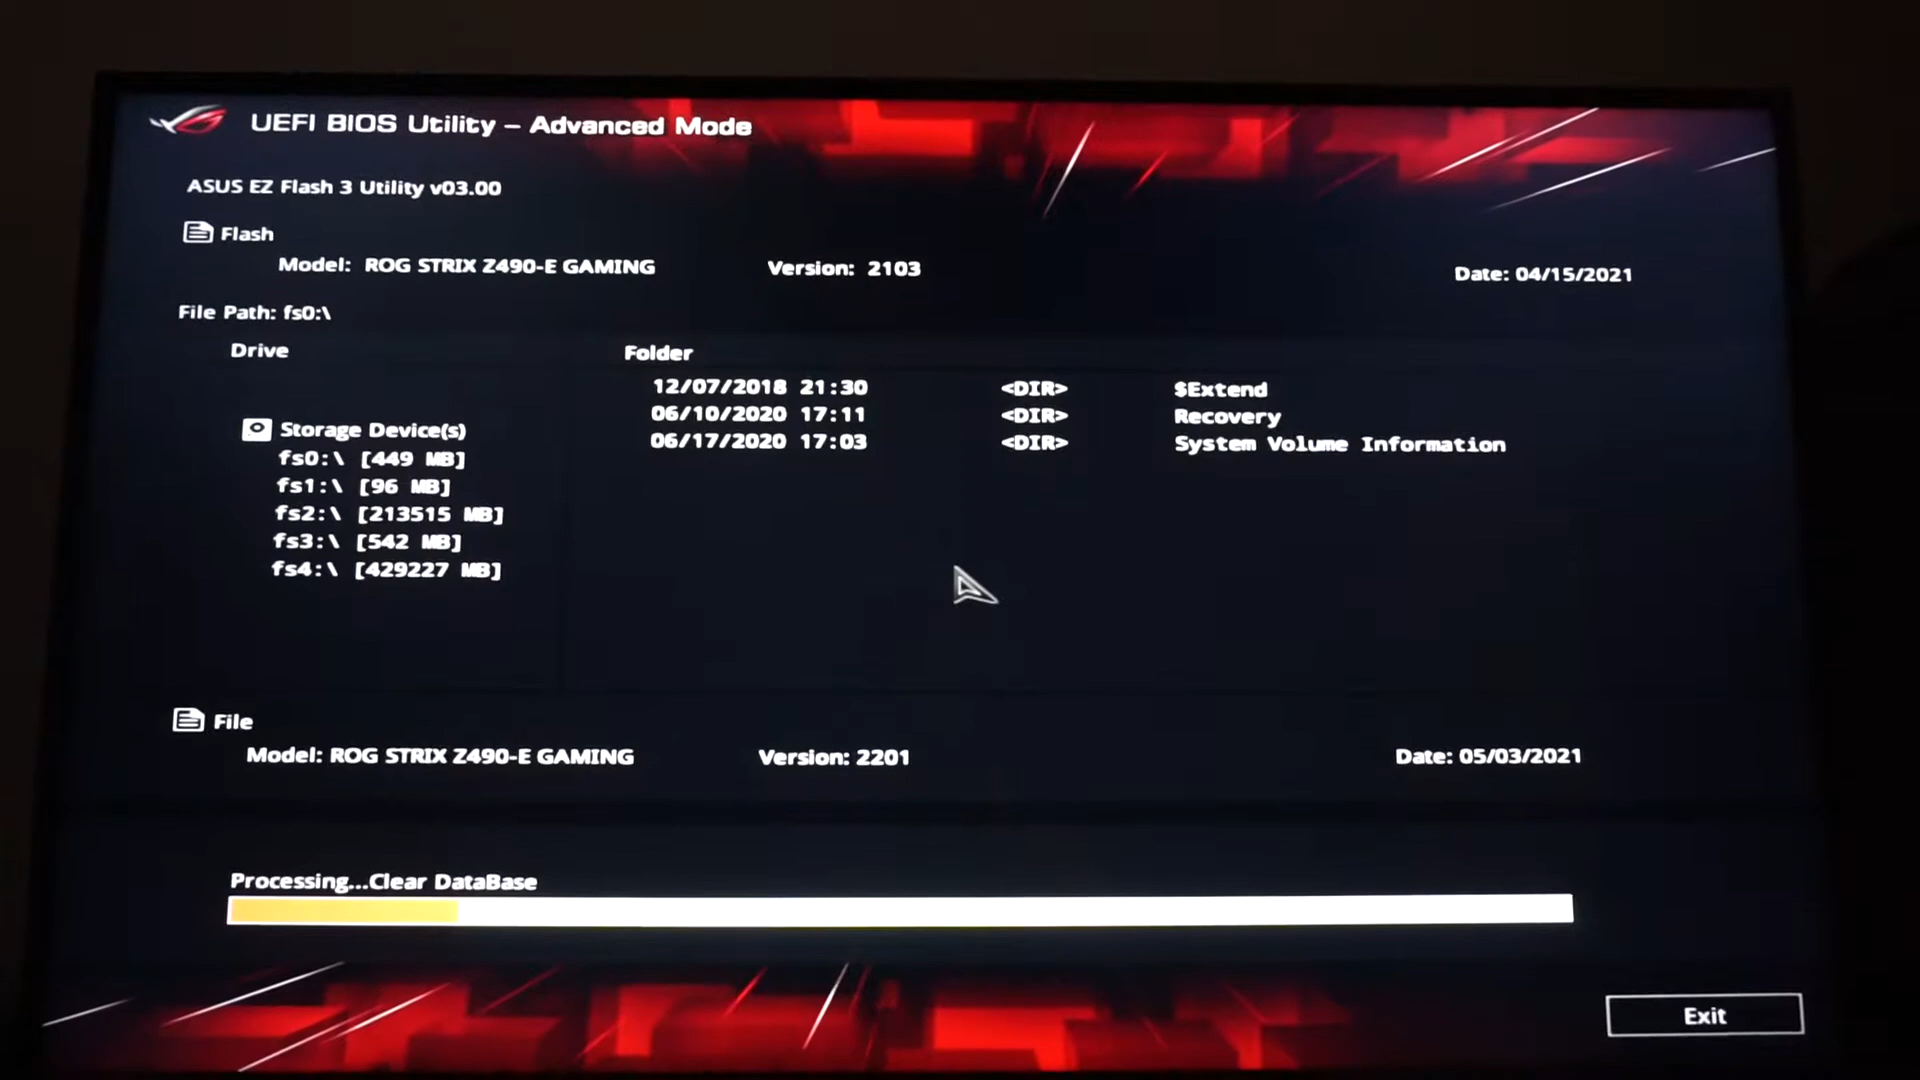 UEFI BIOS Utility – Advanced Mode
ASUS EZ Flash 3 Utility v03.00
Flash
Model: ROG STRIX Z490-E GAMING Version: 2103 Date: 04/15/2021
File Path: fs0:\
Drive Folder
12/07/2018 21:30 <DIR> $Extend
06/10/2020 17:11 <DIR> Recovery
06/17/2020 17:03 <DIR> System Volume Information
Storage Device(s)
fs0:\ [449 MB]
fs1:\ [96 MB]
fs2:\ [213515 MB]
fs3:\ [542 MB]
fs4:\ [429227 MB]
File
Model: ROG STRIX Z490-E GAMING Version: 2201 Date: 05/03/2021
Processing...Clear DataBase
Exit